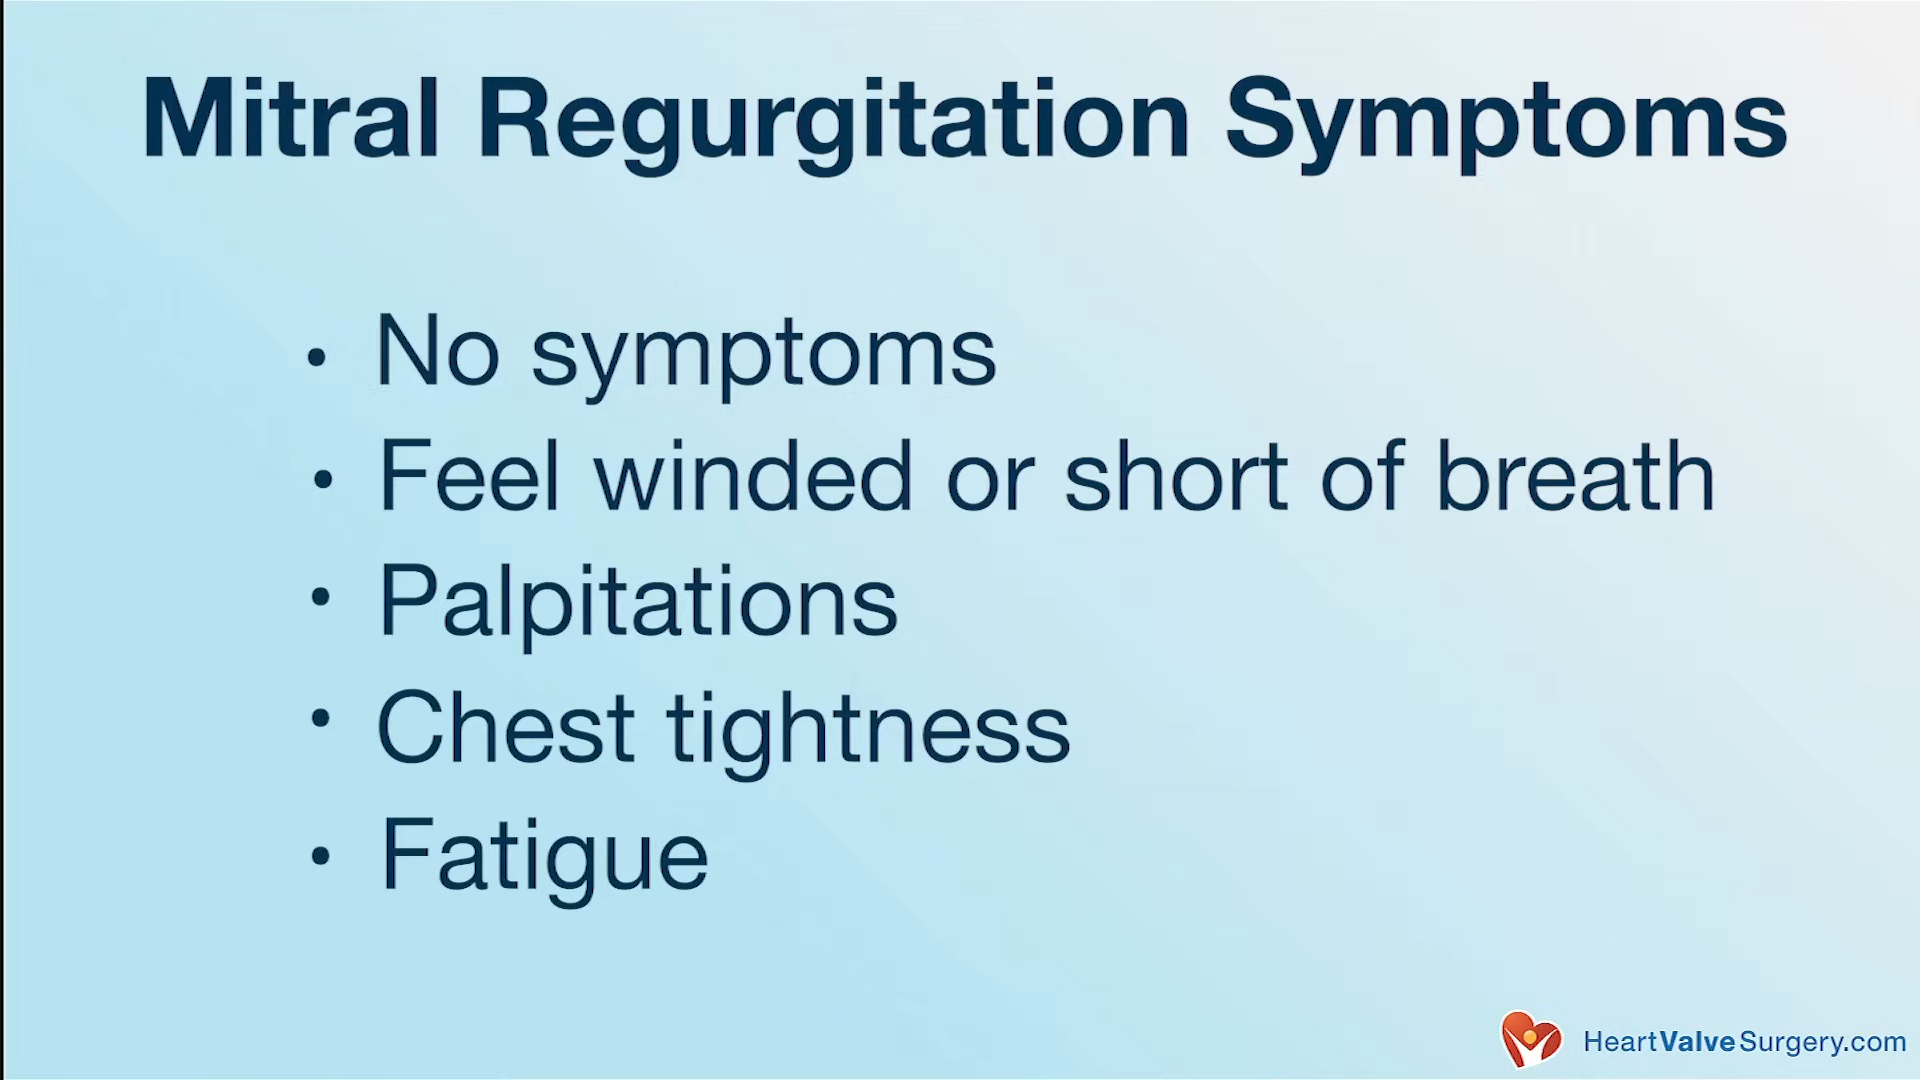 Mitral Regurgitation Symptoms
• No symptoms
• Feel winded or short of breath
• Palpitations
• Chest tightness
• Fatigue
HeartValveSurgery.com